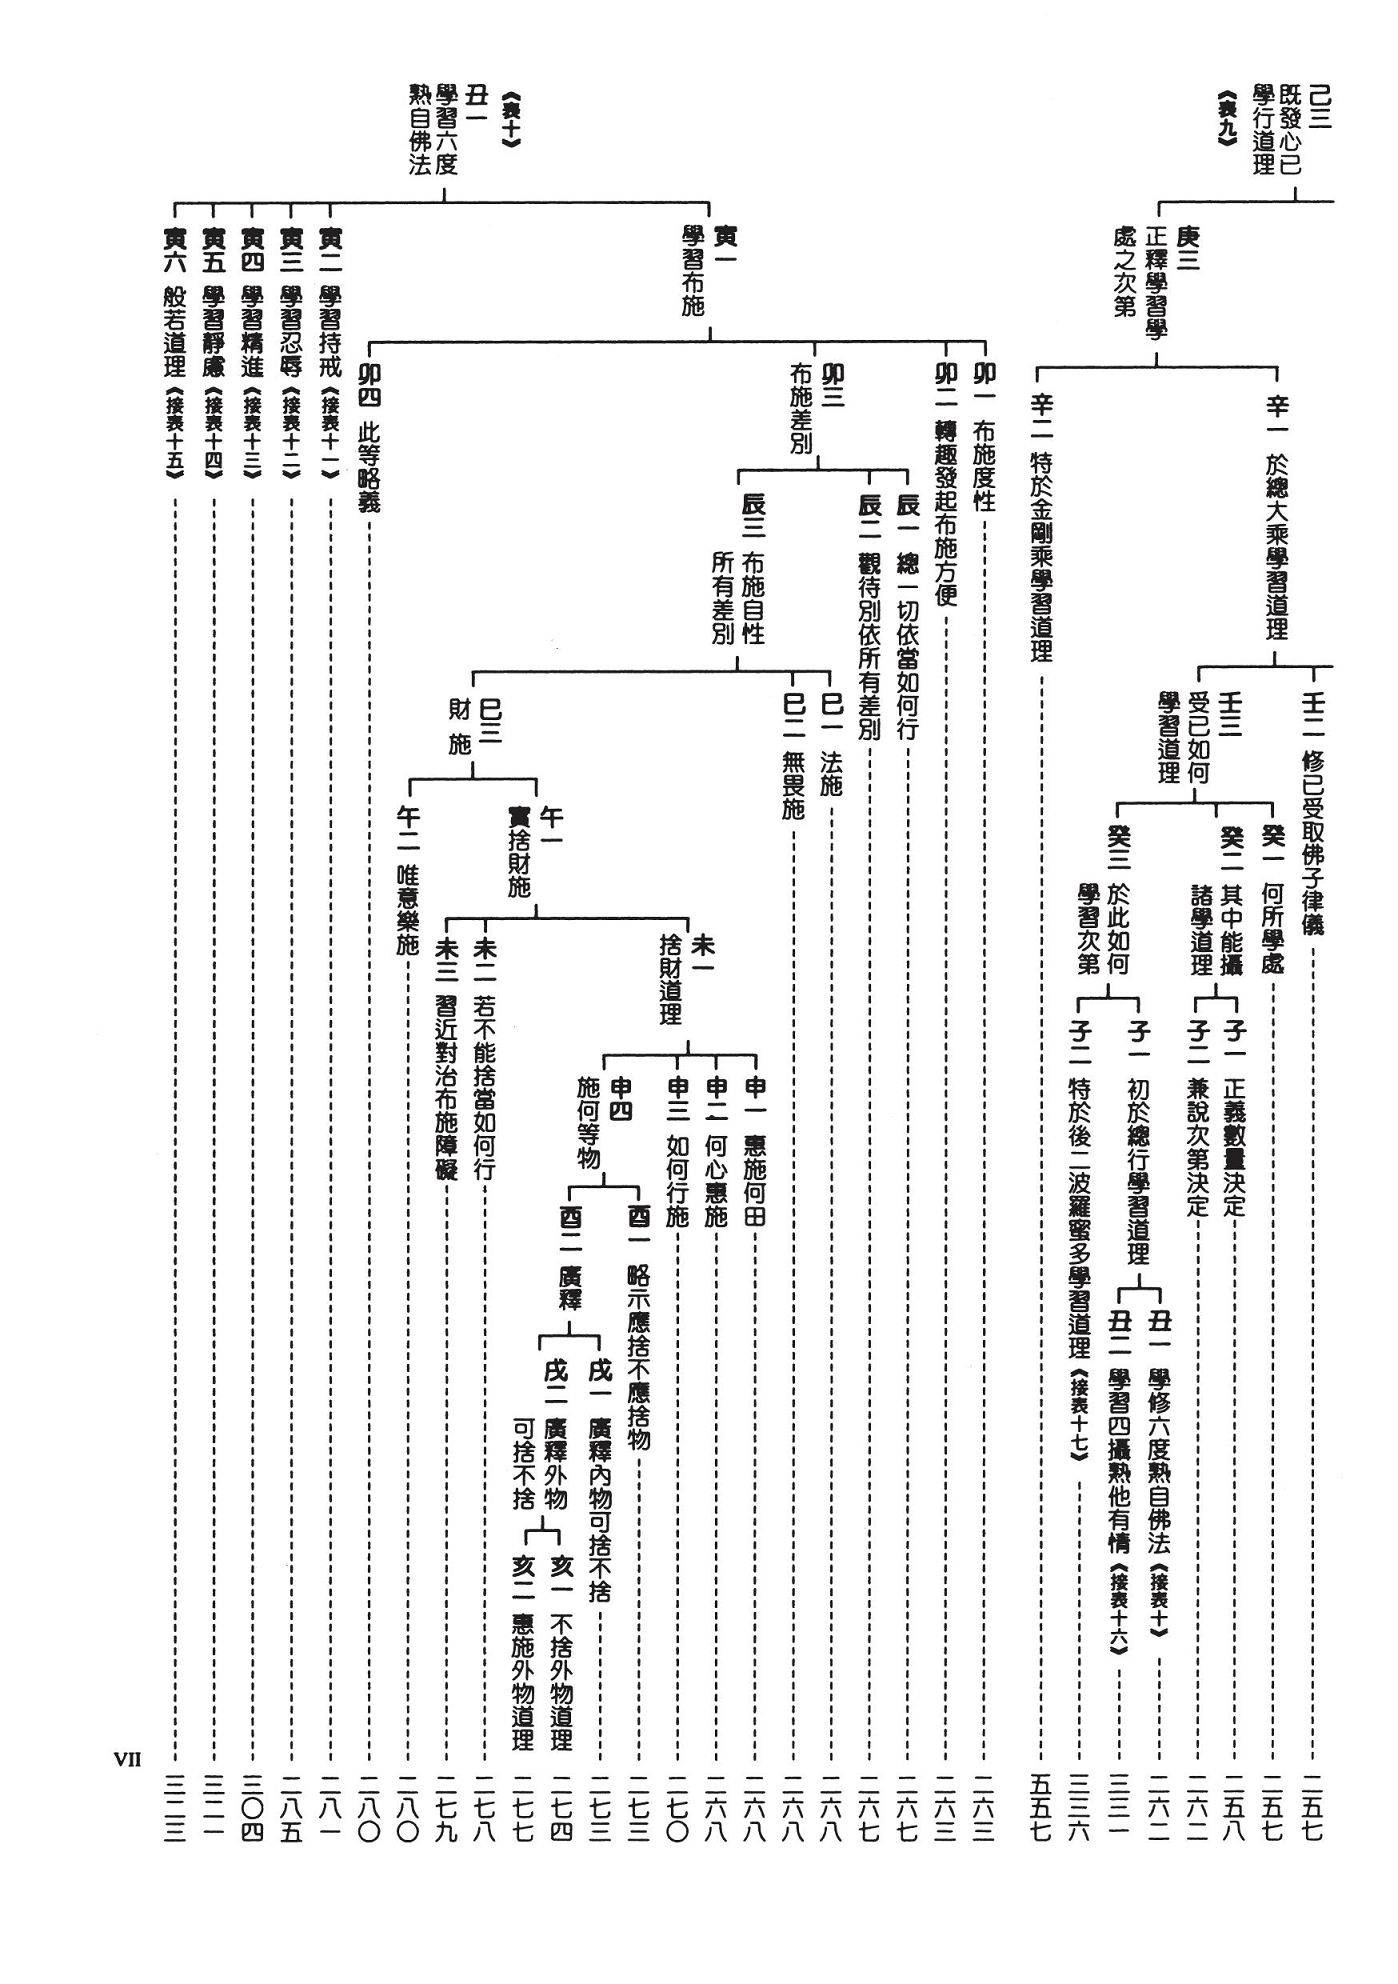 己三
既發心已
學行道理
《表九》
壬二 修已受取佛子律儀 二五七
庚三
正釋學習學
處之次第
辛一 於總大乘學習道理
壬三
受已如何
學習道理
癸一 何所學處 二五七
癸二 其中能攝
諸學道理
子一 正義數量決定 二五八
子二 兼說次第決定 二六二
癸三 於此如何
學習次第
子一 初於總行學習道理
丑一 學修六度熟自佛法《接表十》 二六二
丑二 學習四攝熟他有情《接表十六》 三三一
子二 特於後二波羅蜜多學習道理《接表十七》 三三六
辛二 特於金剛乘學習道理 五五七
《表十》
丑一
學習六度
熟自佛法
寅一
學習布施
卯一 布施度性 二六三
卯二 轉趣發起布施方便 二六三
卯三
布施差別
辰一 總一切依當如何行 二六七
辰二 觀待別依所有差別 二六七
辰三 布施自性
所有差別
巳一 法施 二六八
巳二 無畏施 二六八
巳三
財 施
午一
實捨財施
未一
捨財道理
申一 惠施何田 二六八
申二 何心惠施 二六八
申三 如何行施 二七〇
申四
施何等物
酉一 略示應捨不應捨物 二七三
酉二 廣釋
戌一 廣釋內物可捨不捨 二七三
戌二 廣釋外物
可捨不捨
亥一 不捨外物道理 二七四
亥二 惠施外物道理 二七七
未二 若不能捨當如何行 二七八
未三 習近對治布施障礙 二七九
午二 唯意樂施 二八〇
卯四 此等略義 二八〇
寅二 學習持戒《接表十一》 二八一
寅三 學習忍辱《接表十二》 二八五
寅四 學習精進《接表十三》 三〇四
寅五 學習靜慮《接表十四》 三二一
寅六 般若道理《接表十五》 三二三
VII